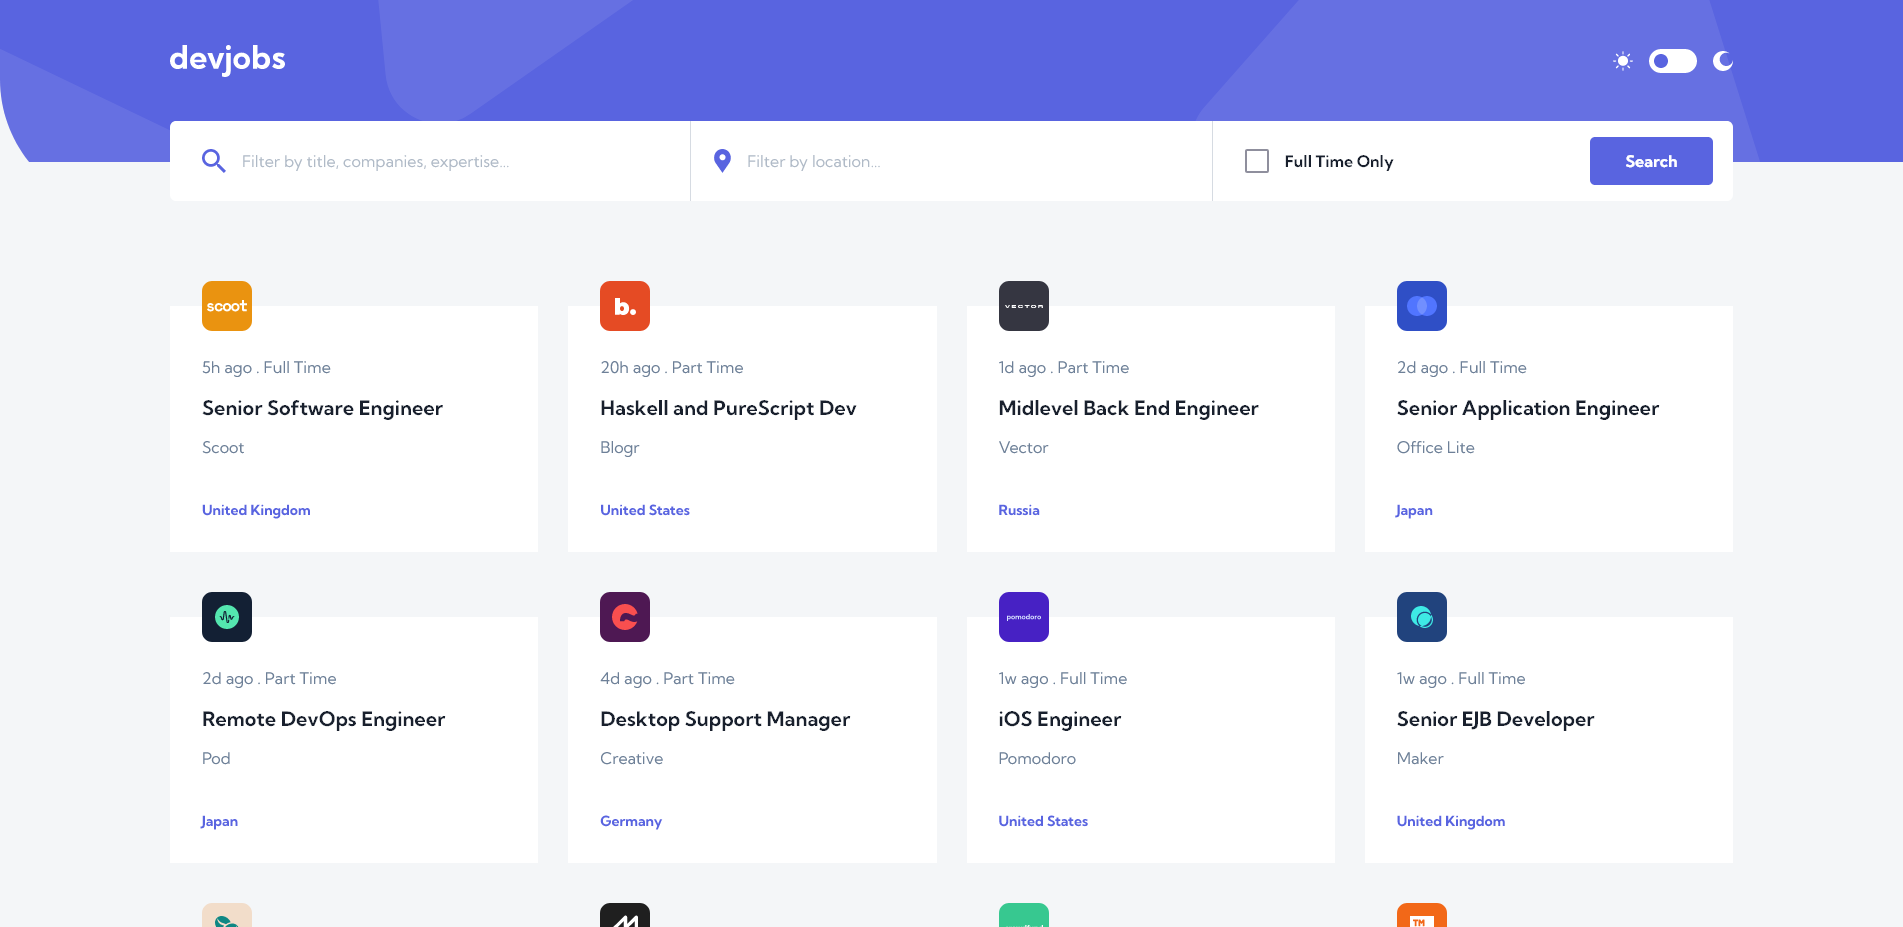 devjobs
Filter by title, companies, expertise...
Filter by location...
Full Time Only
Search
scoot
b.
VECTOR
5h ago . Full Time
Senior Software Engineer
Scoot
United Kingdom
20h ago . Part Time
Haskell and PureScript Dev
Blogr
United States
1d ago . Part Time
Midlevel Back End Engineer
Vector
Russia
2d ago . Full Time
Senior Application Engineer
Office Lite
Japan
2d ago . Part Time
Remote DevOps Engineer
Pod
Japan
4d ago . Part Time
Desktop Support Manager
Creative
Germany
pomodoro
1w ago . Full Time
iOS Engineer
Pomodoro
United States
1w ago . Full Time
Senior EJB Developer
Maker
United Kingdom
TM